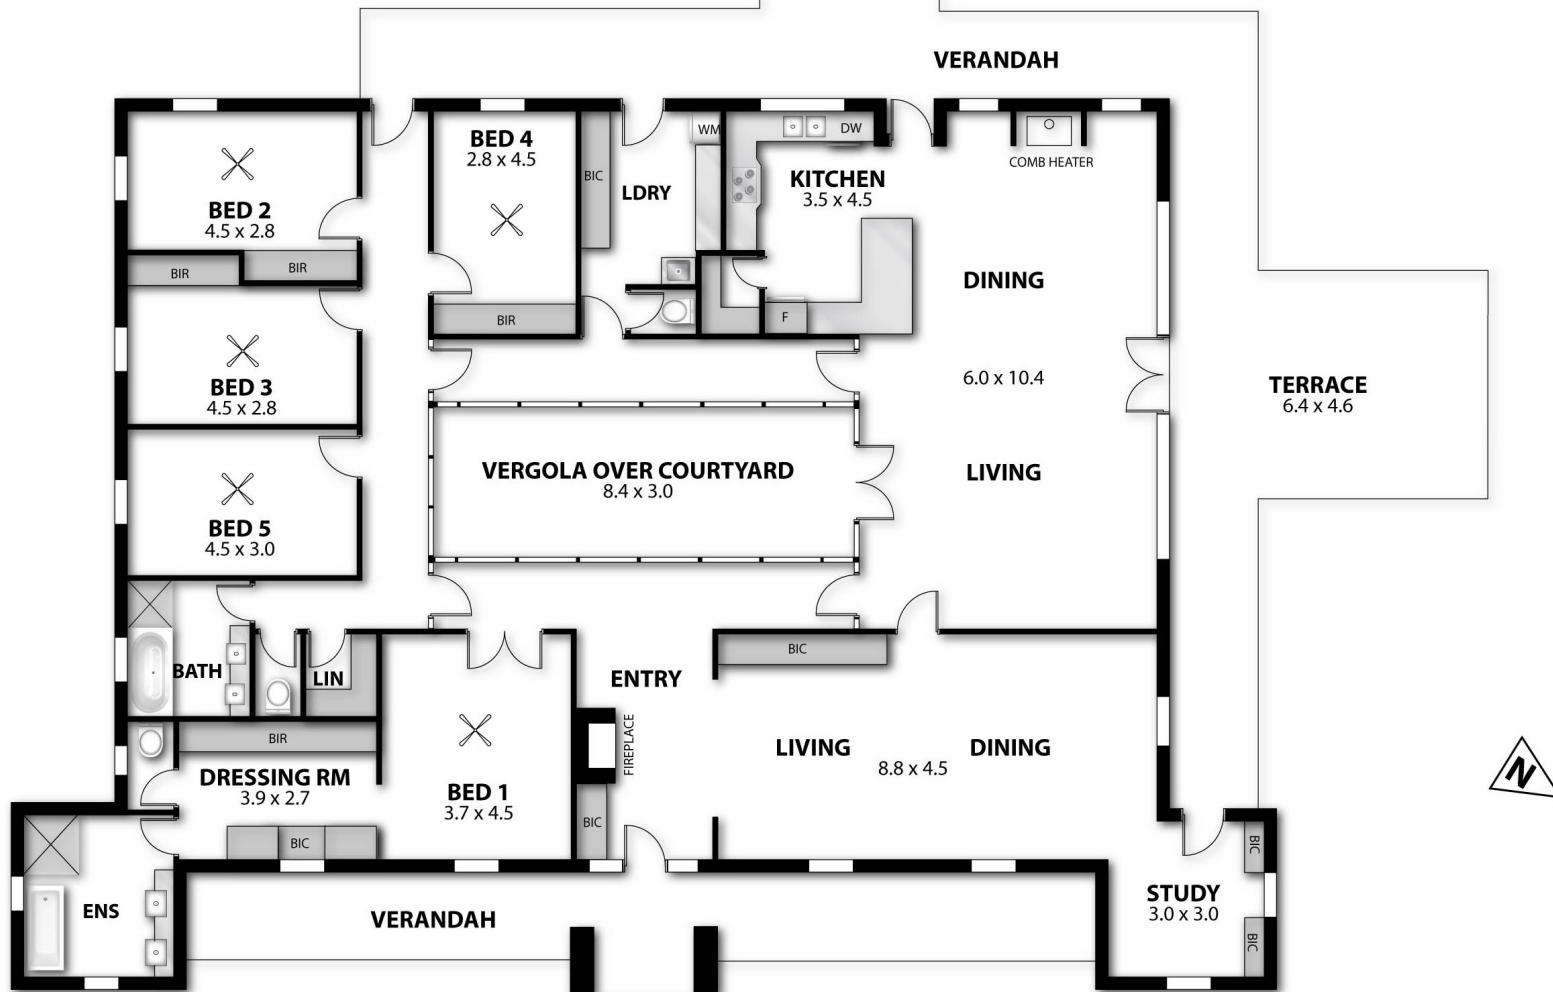 VERANDAH
BED 2
4.5 x 2.8
BIR
BIR
BED 4
2.8 x 4.5
BIR
BIC
LDRY
WM
DW
KITCHEN
3.5 x 4.5
F
COMB HEATER
DINING
6.0 x 10.4
LIVING
TERRACE
6.4 x 4.6
BED 3
4.5 x 2.8
BED 5
4.5 x 3.0
VERGOLA OVER COURTYARD
8.4 x 3.0
BATH
LIN
BIR
DRESSING RM
3.9 x 2.7
BIC
BED 1
3.7 x 4.5
ENTRY
FIREPLACE
BIC
BIC
LIVING
DINING
8.8 x 4.5
N
ENS
VERANDAH
STUDY
3.0 x 3.0
BIC
BIC